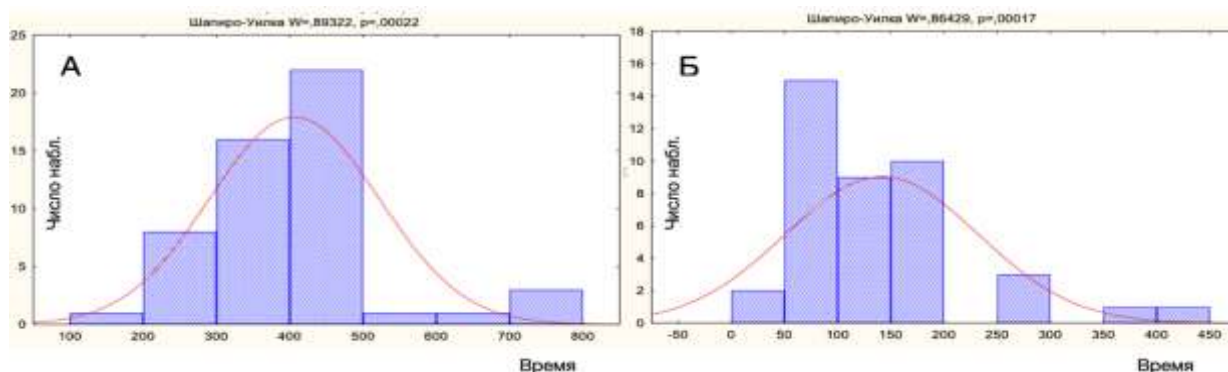 Шапиро-Уилка W=,89322, p=,00022
А
Число набл.
25
20
15
10
5
0
100 200 300 400 500 600 700 800
Время
Шапиро-Уилка W=,86429, p=,00017
Б
Число набл.
18
16
14
12
10
8
6
4
2
0
-50 0 50 100 150 200 250 300 350 400 450
Время